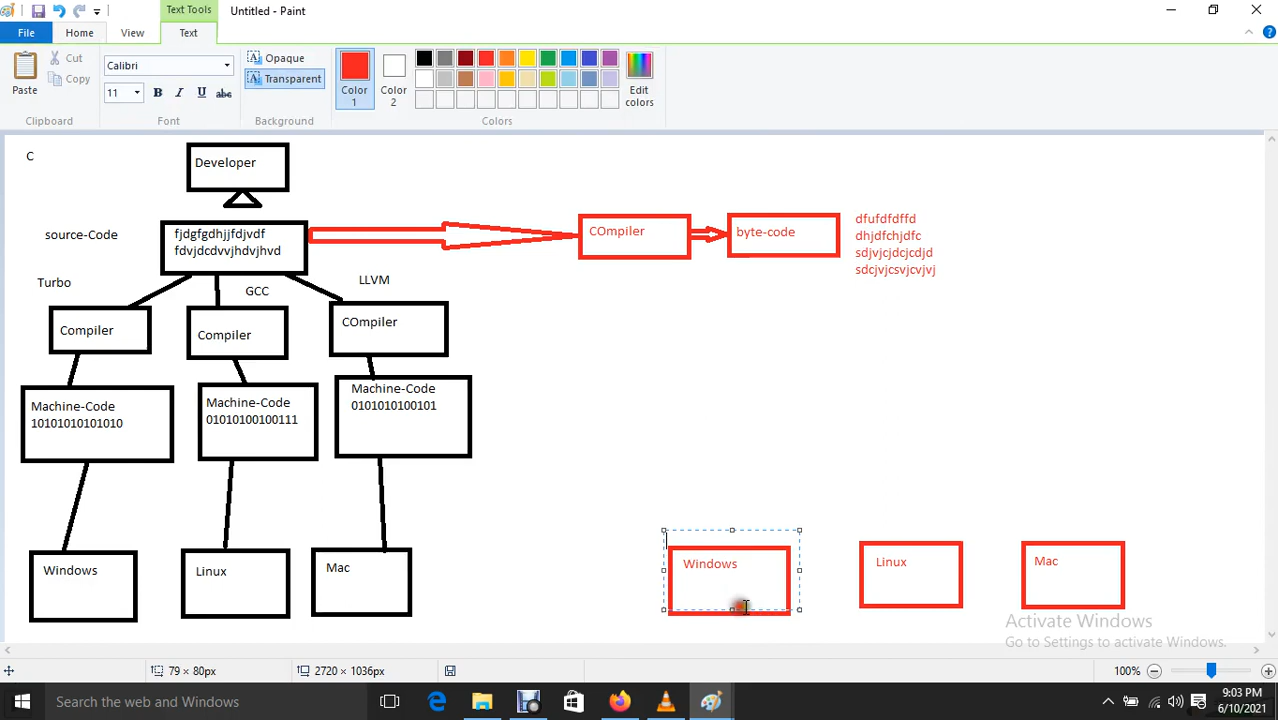 Text Tools
Untitled - Paint
File
Home
View
Text
Paste
Cut
Copy
Clipboard
Calibri
11
B
I
U
abc
Font
Opaque
Transparent
Background
Color
1
Color
2
Edit
colors
Colors
C
Developer
source-Code
fjdgfgdhjjfdjvdf
fdvjdcdvvjhdvjhvd
COmpiler
byte-code
dfufdfdffd
dhjdfchjdfc
sdjvjcjdcjcdjd
sdcjvjcsvjcvjvj
Turbo
GCC
LLVM
Compiler
Compiler
COmpiler
Machine-Code
10101010101010
Machine-Code
01010100100111
Machine-Code
0101010100101
Windows
Linux
Mac
Windows
Linux
Mac
Activate Windows
Go to Settings to activate Windows.
79 × 80px
2720 × 1036px
100%
Search the web and Windows
9:03 PM
6/10/2021